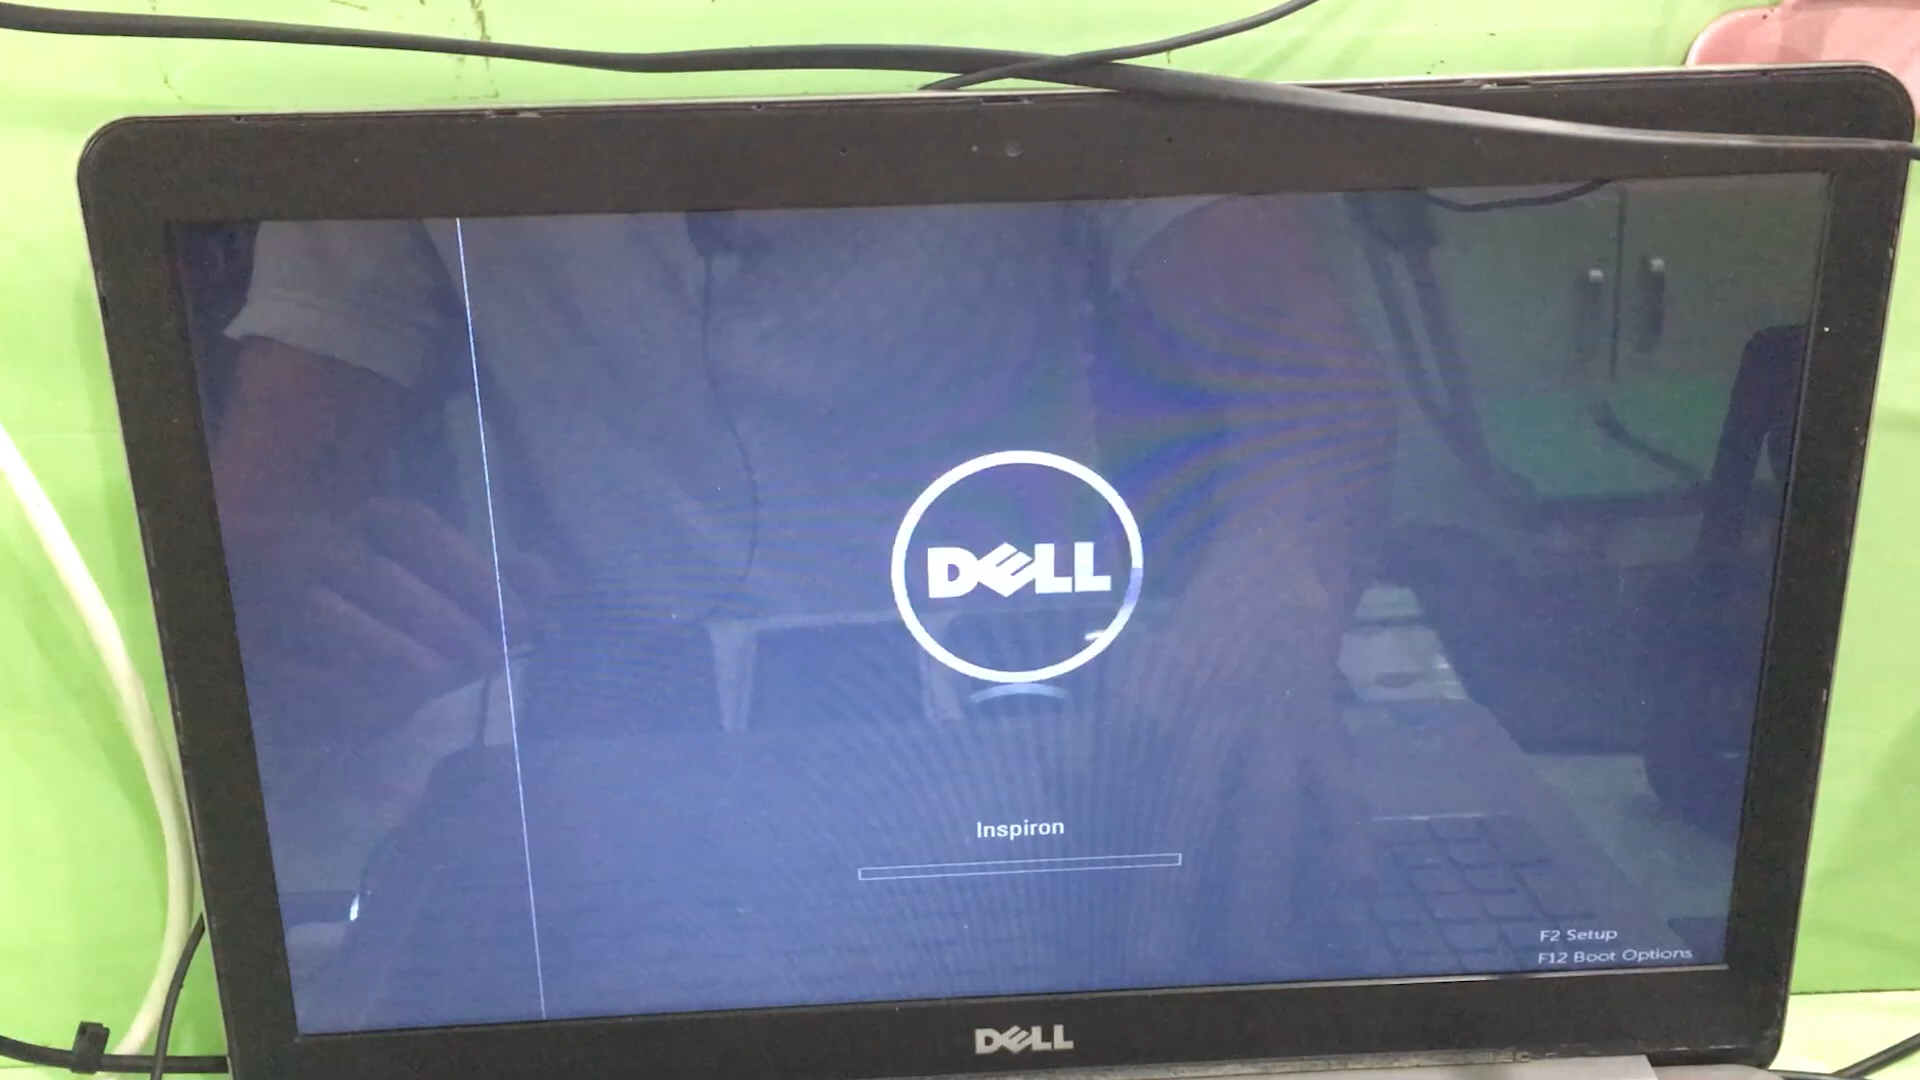 DELL
Inspiron
F2 Setup
F12 Boot Options
DELL